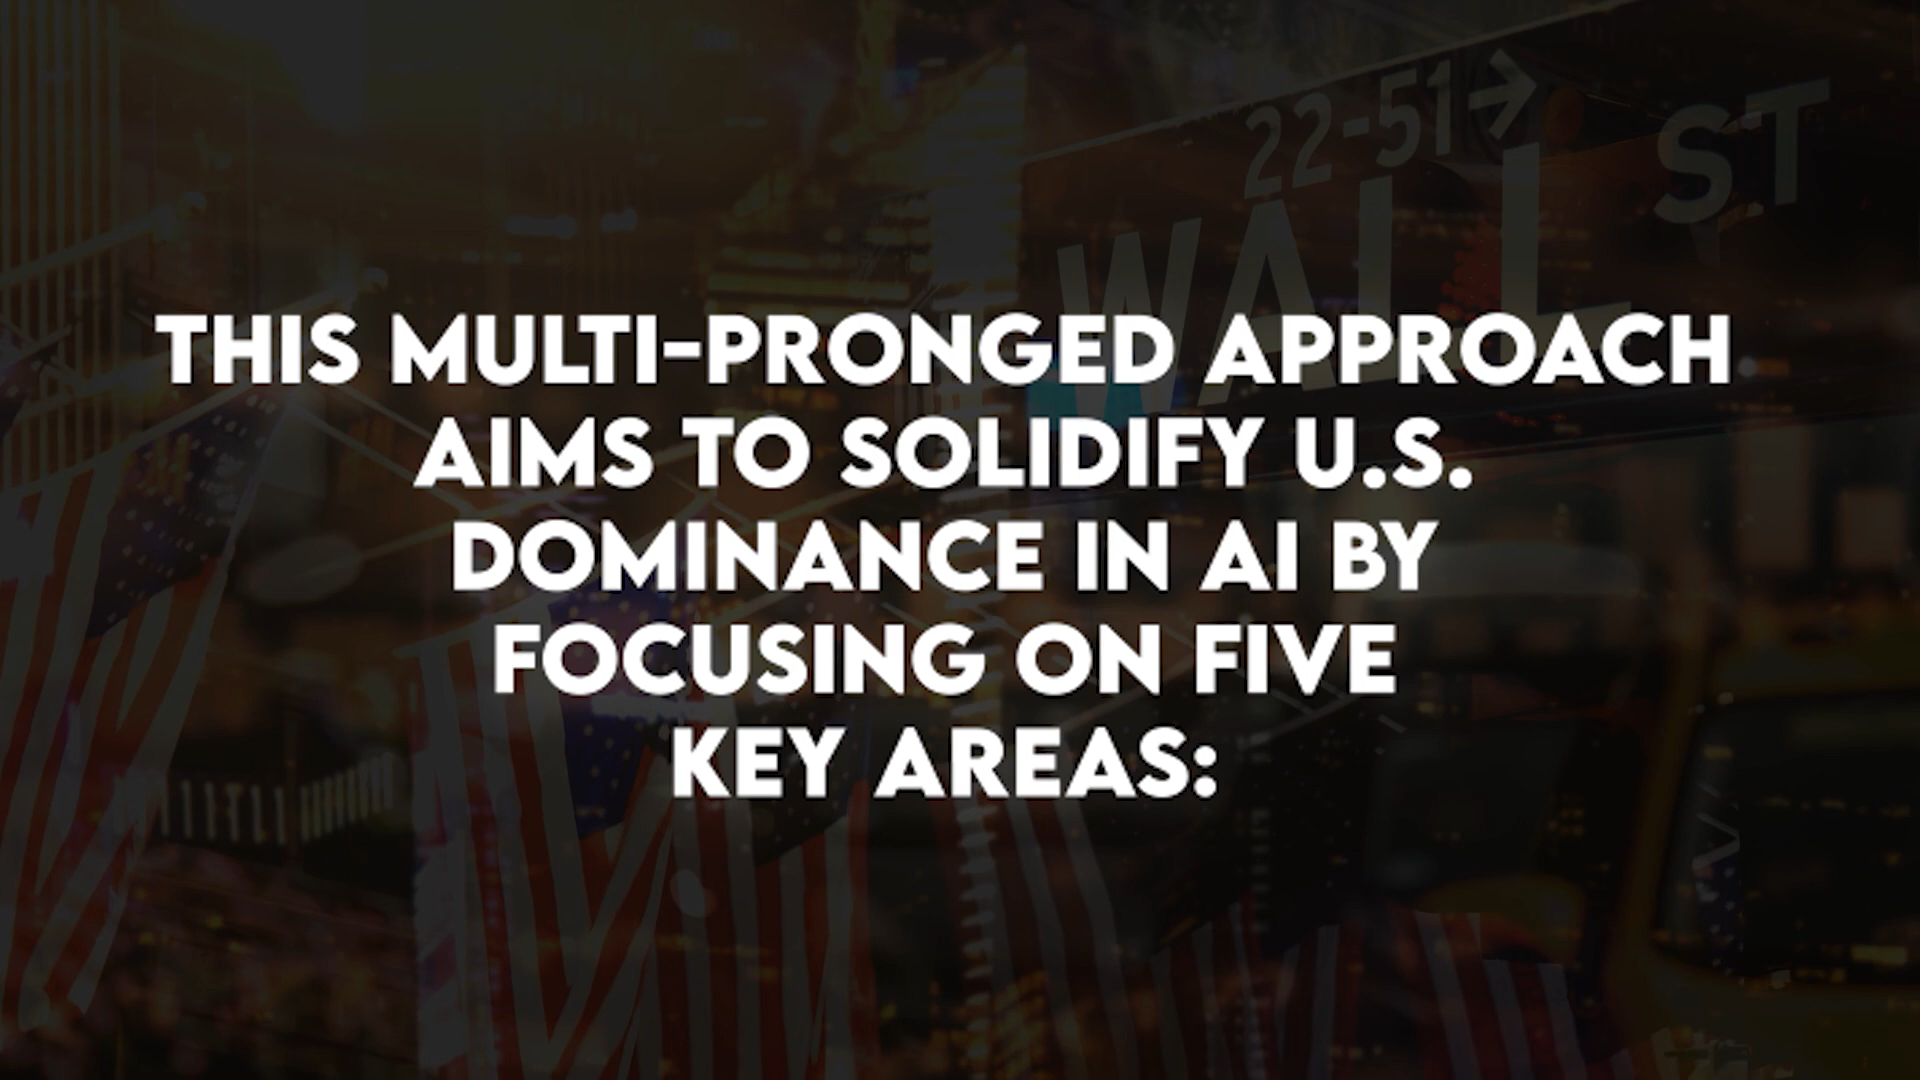 22-51→
WALL ST
THIS MULTI-PRONGED APPROACH
AIMS TO SOLIDIFY U.S.
DOMINANCE IN AI BY
FOCUSING ON FIVE
KEY AREAS: